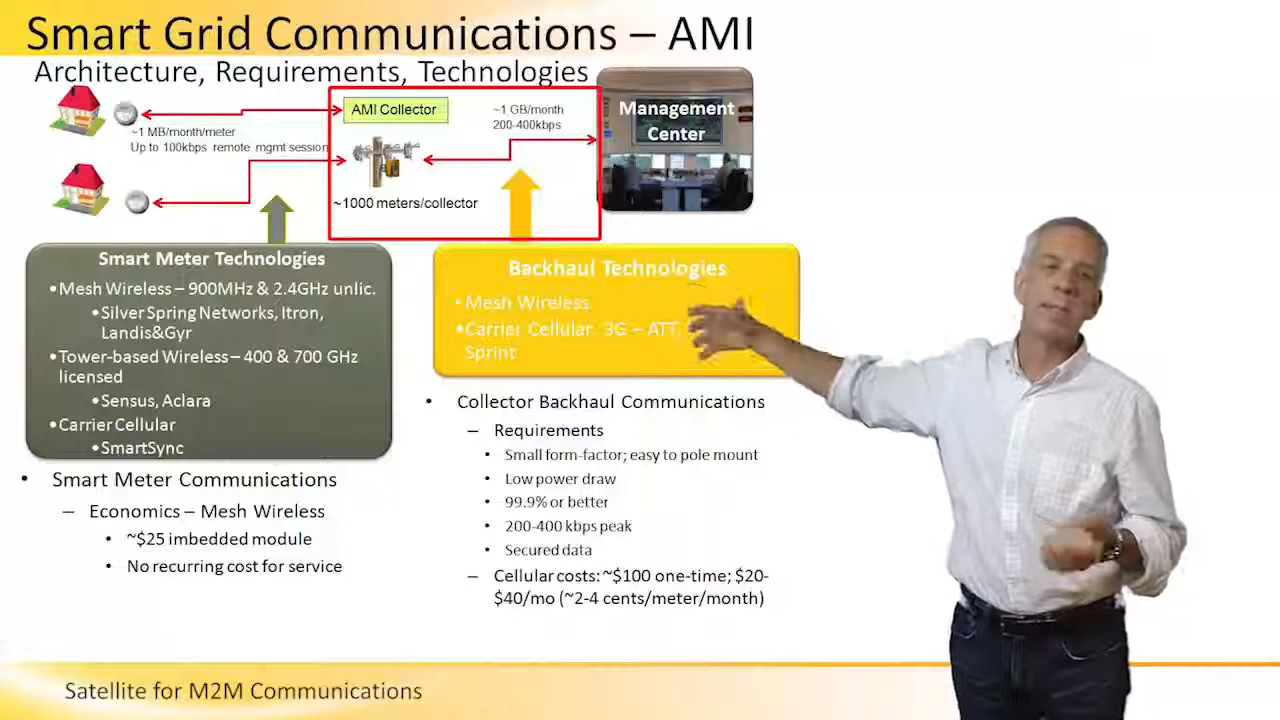 Smart Grid Communications – AMI
Architecture, Requirements, Technologies
AMI Collector
~1 GB/month
200-400kbps
Management
Center
~1 MB/month/meter
Up to 100kbps remote mgmt session
~1000 meters/collector
Smart Meter Technologies
•Mesh Wireless – 900MHz & 2.4GHz unlic.
•Silver Spring Networks, Itron,
Landis&Gyr
•Tower-based Wireless – 400 & 700 GHz
licensed
•Sensus, Aclara
•Carrier Cellular
•SmartSync
Backhaul Technologies
•Mesh Wireless
•Carrier Cellular 3G – ATT,
Sprint
• Smart Meter Communications
– Economics – Mesh Wireless
• ~$25 imbedded module
• No recurring cost for service
• Collector Backhaul Communications
– Requirements
• Small form-factor; easy to pole mount
• Low power draw
• 99.9% or better
• 200-400 kbps peak
• Secured data
– Cellular costs: ~$100 one-time; $20-
$40/mo (~2-4 cents/meter/month)
Satellite for M2M Communications